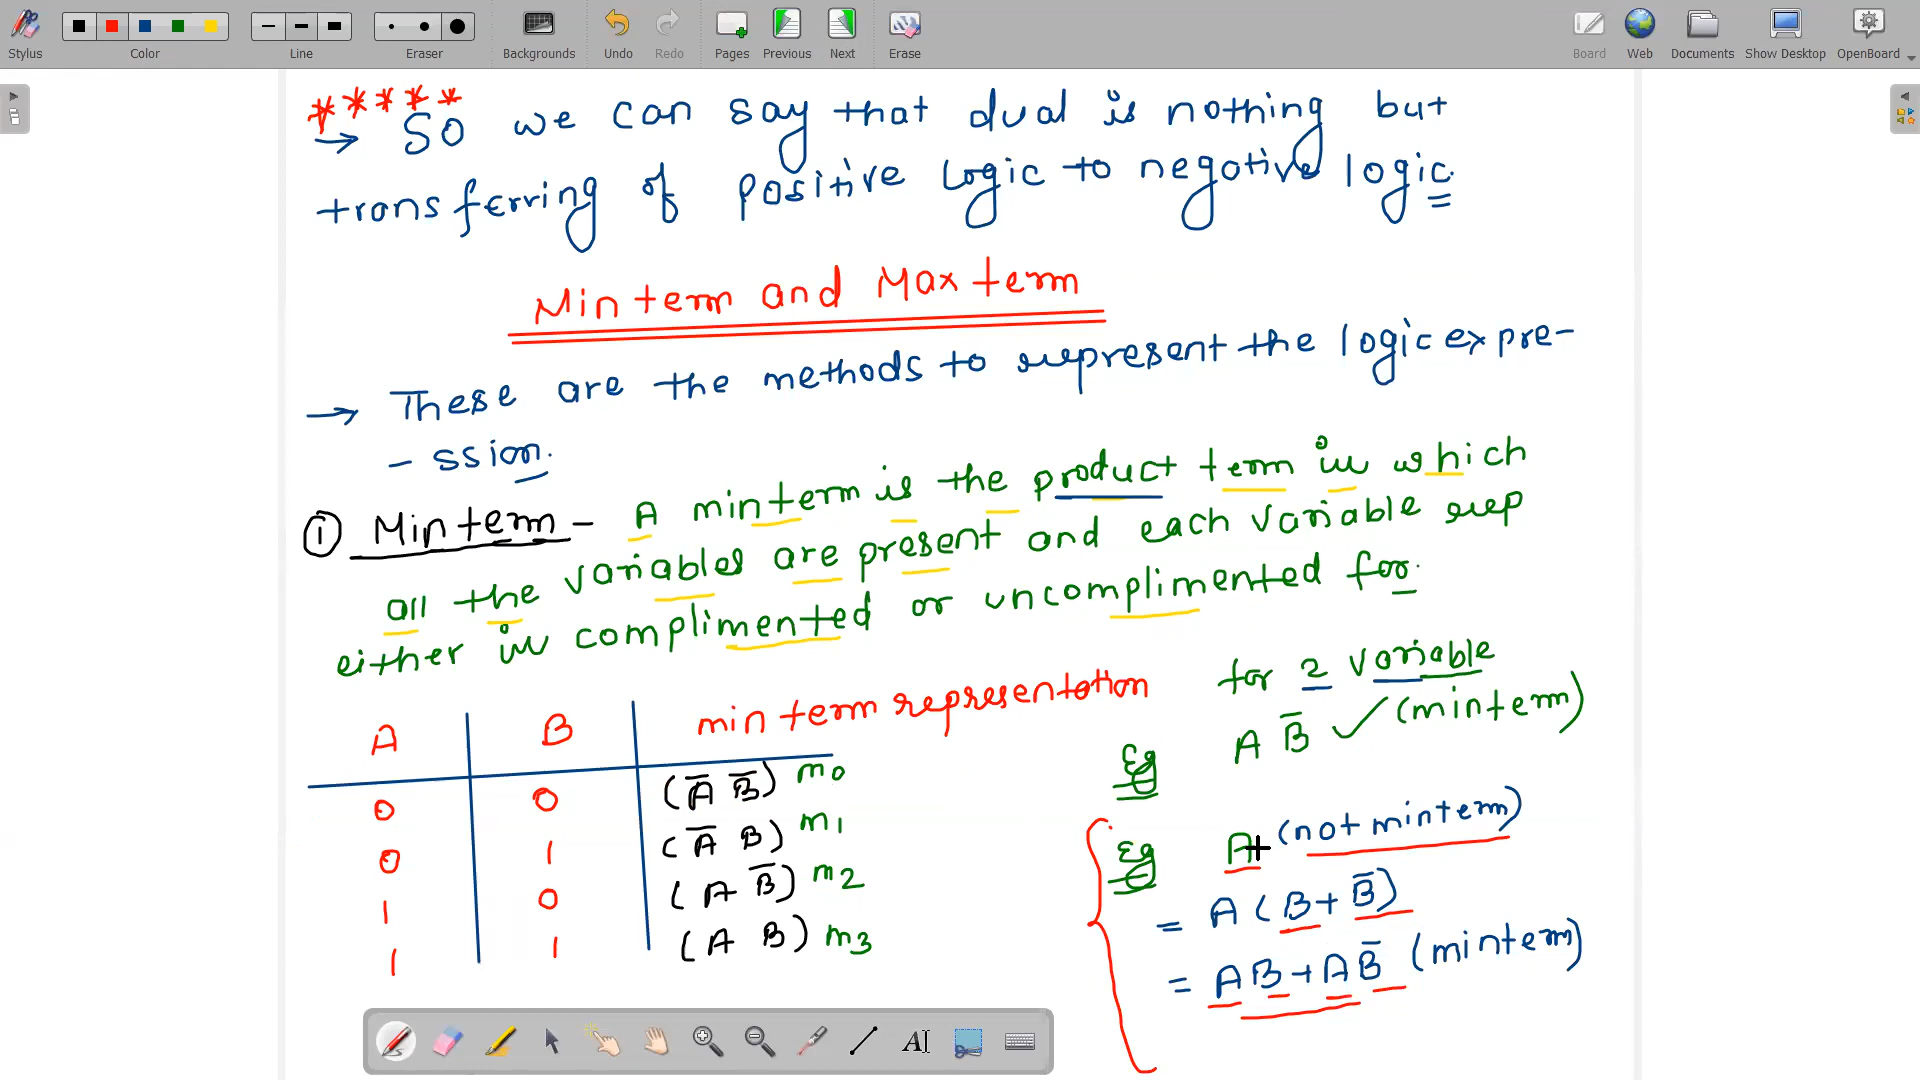 Stylus Color Line Eraser Backgrounds Undo Redo Pages Previous Next Erase Board Web Documents Show Desktop OpenBoard
*****
→ So we can say that dual is nothing but
transferring of positive logic to negative logic.
Minterm and Maxterm
→ These are the methods to represent the logic expre-
- ssion.
① Minterm - A minterm is the product term in which
all the variables are present and each variable rep
either in complimented or uncomplimented for.
for 2 variable
A B minterm representation
Eg A B̅ ✓ (minterm)
0 0 (A̅ B̅) m0
0 1 (A̅ B) m1
1 0 (A B̅) m2
1 1 (A B) m3
Eg A (not minterm)
= A (B + B̅)
= AB + AB̅ (minterm)